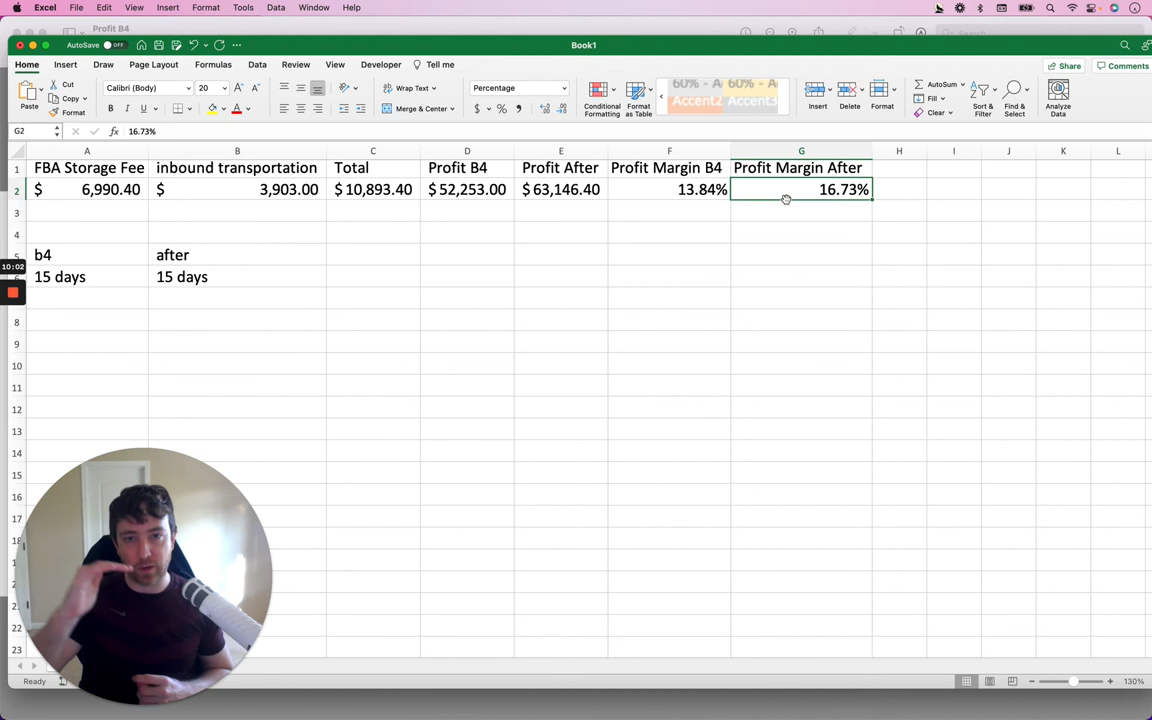 Excel File Edit View Insert Format Tools Data Window Help
Profit B4
AutoSave OFF Book1
Home Insert Draw Page Layout Formulas Data Review View Developer Tell me Share Comments
Cut
Copy
Format
Paste
Calibri (Body) 20
B I U
Wrap Text
Merge & Center
Percentage
Conditional Formatting
Format as Table
60% - A 60% - A
Accent2 Accent3
Insert Delete Format
AutoSum
Fill
Clear
Sort & Filter
Find & Select
Analyze Data
G2 fx 16.73%
A B C D E F G H I J K L
1 FBA Storage Fee inbound transportation Total Profit B4 Profit After Profit Margin B4 Profit Margin After
2 $ 6,990.40 $ 3,903.00 $ 10,893.40 $ 52,253.00 $ 63,146.40 13.84% 16.73%
3
4
b4 after
10:02
15 days 15 days
8
9
10
11
12
13
14
15
16
17
18
22
23
Ready 130%